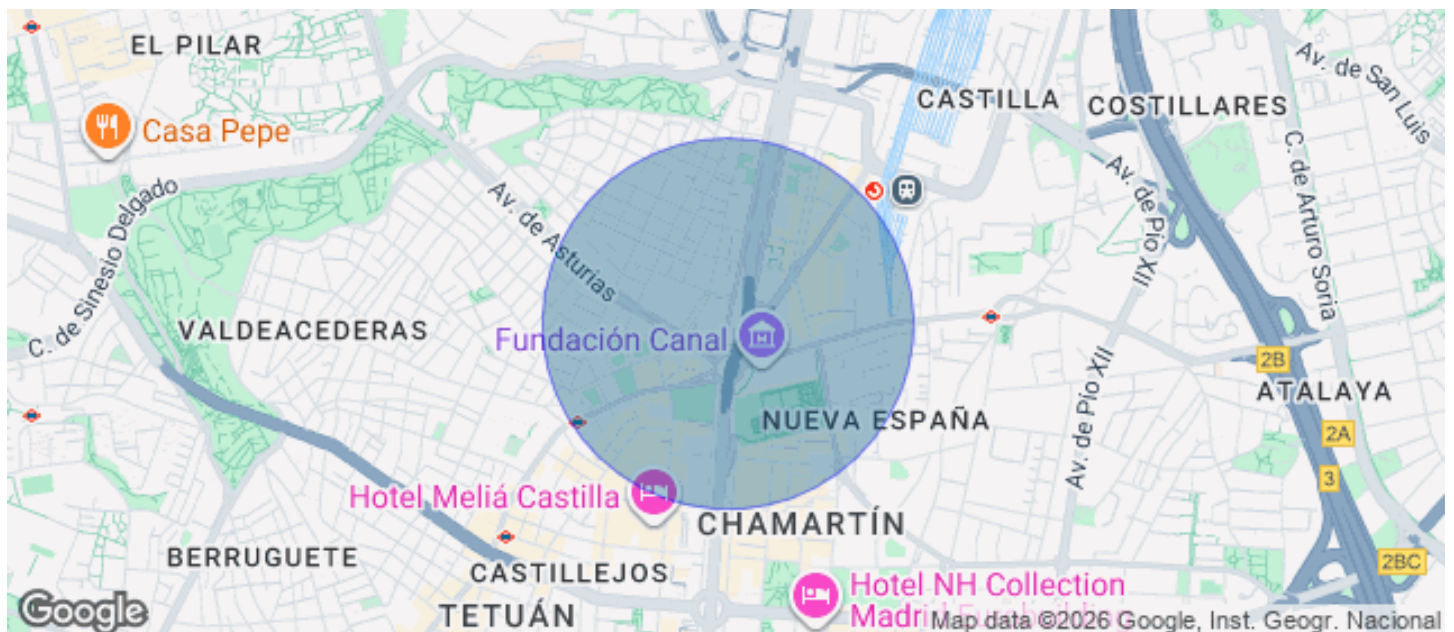 EL PILAR
Casa Pepe
CASTILLA
COSTILLARES
Av. de San Luis
C. de Arturo Soria
Av. de Pío XII
Av. de Asturias
C. de Sinesio Delgado
VALDEACEDERAS
Fundación Canal
NUEVA ESPAÑA
Av. de Pío XII
2B
ATALAYA
2A
3
Hotel Meliá Castilla
CHAMARTÍN
BERRUGUETE
CASTILLEJOS
2BC
TETUÁN
Hotel NH Collection
Madrid Eurobuilding
Google
Map data ©2026 Google, Inst. Geogr. Nacional